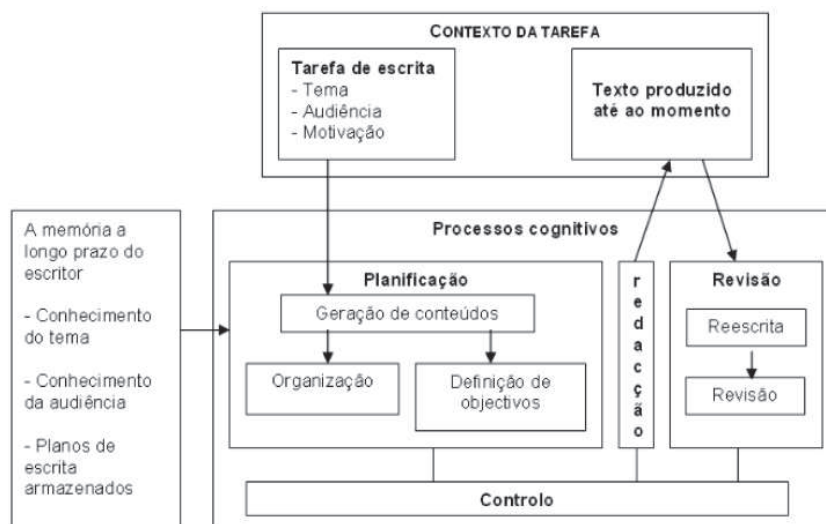 CONTEXTO DA TAREFA
Tarefa de escrita
- Tema
- Audiência
- Motivação
Texto produzido
até ao momento
A memória a
longo prazo do
escritor
- Conhecimento
do tema
- Conhecimento
da audiência
- Planos de
escrita
armazenados
Processos cognitivos
Planificação
Geração de conteúdos
Organização
Definição de
objectivos
redacção
Revisão
Reescrita
Revisão
Controlo